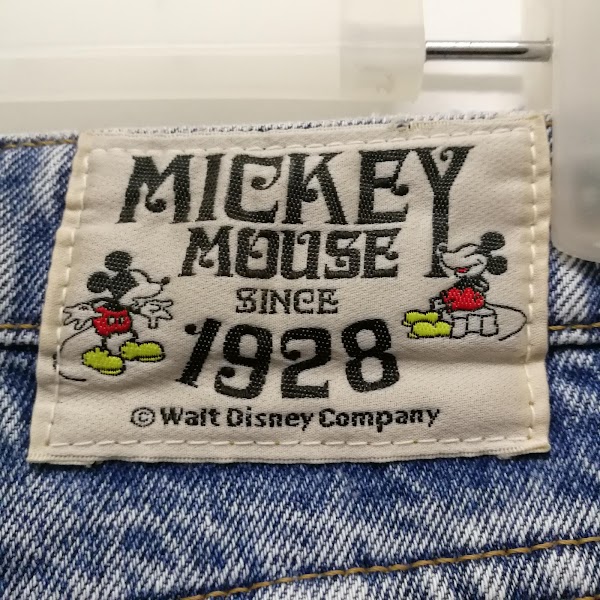 MICKEY
MOUSE
SINCE
1928
© Walt Disney Company